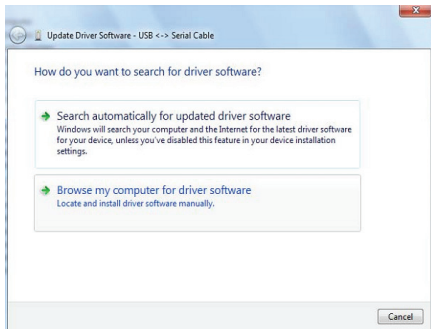 Update Driver Software - USB <-> Serial Cable
How do you want to search for driver software?
Search automatically for updated driver software
Windows will search your computer and the Internet for the latest driver software
for your device, unless you've disabled this feature in your device installation
settings.
Browse my computer for driver software
Locate and install driver software manually.
Cancel